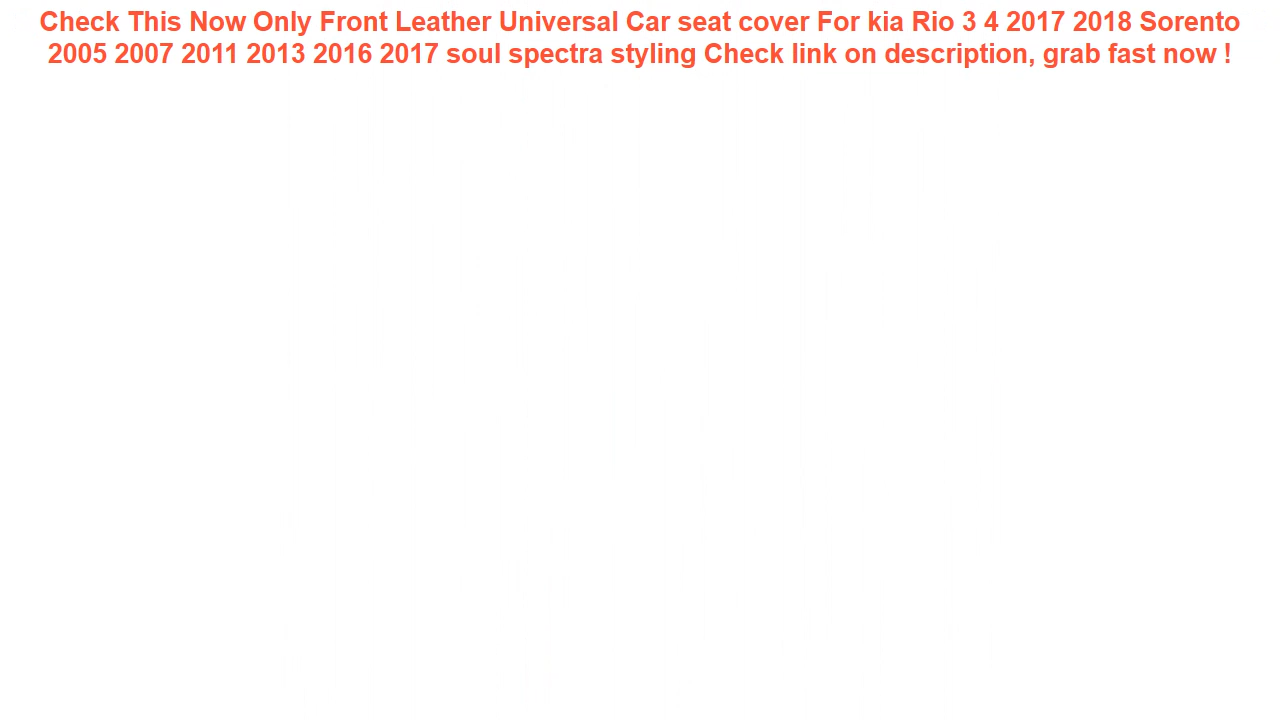 Check This Now Only Front Leather Universal Car seat cover For kia Rio 3 4 2017 2018 Sorento
2005 2007 2011 2013 2016 2017 soul spectra styling Check link on description, grab fast now !